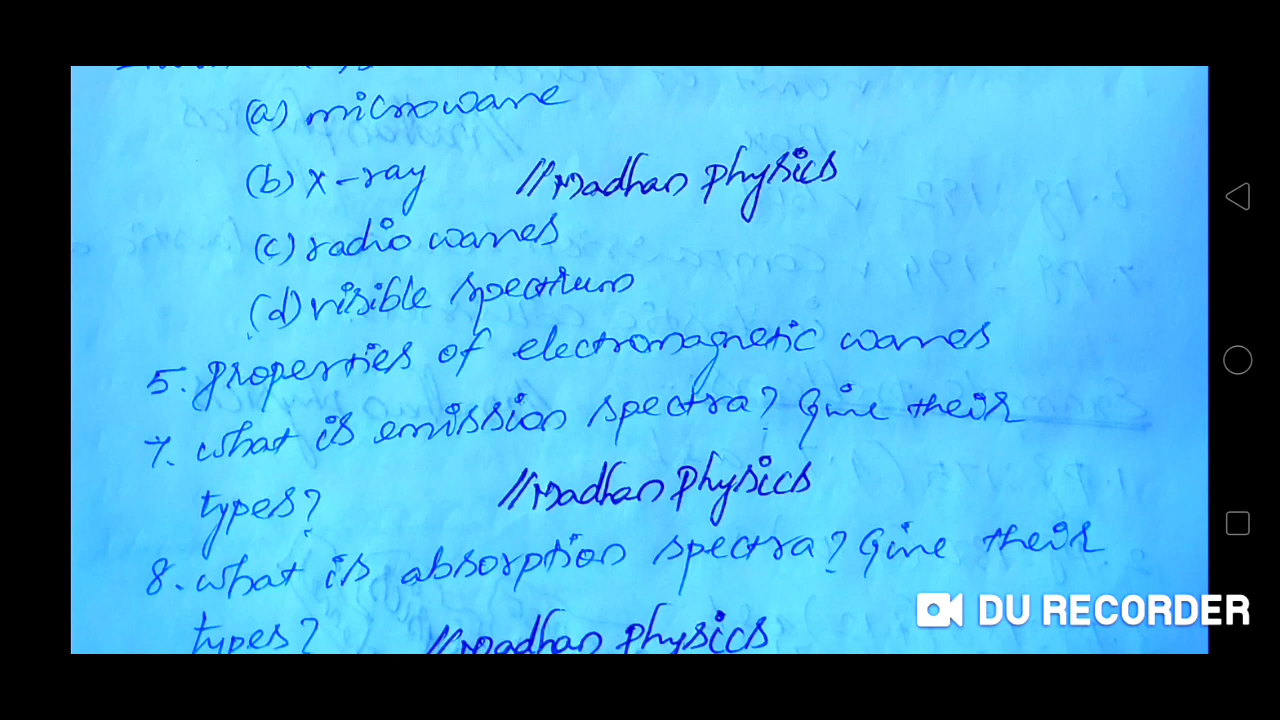 (a) microwave
(b) x-ray //Madhan physics
(c) radio waves
(d) visible spectrum
5. properties of electromagnetic waves
7. what is emission spectra? Give their
types? //Madhan physics
8. what is absorption spectra? Give their
DU RECORDER
types? //Madhan physics